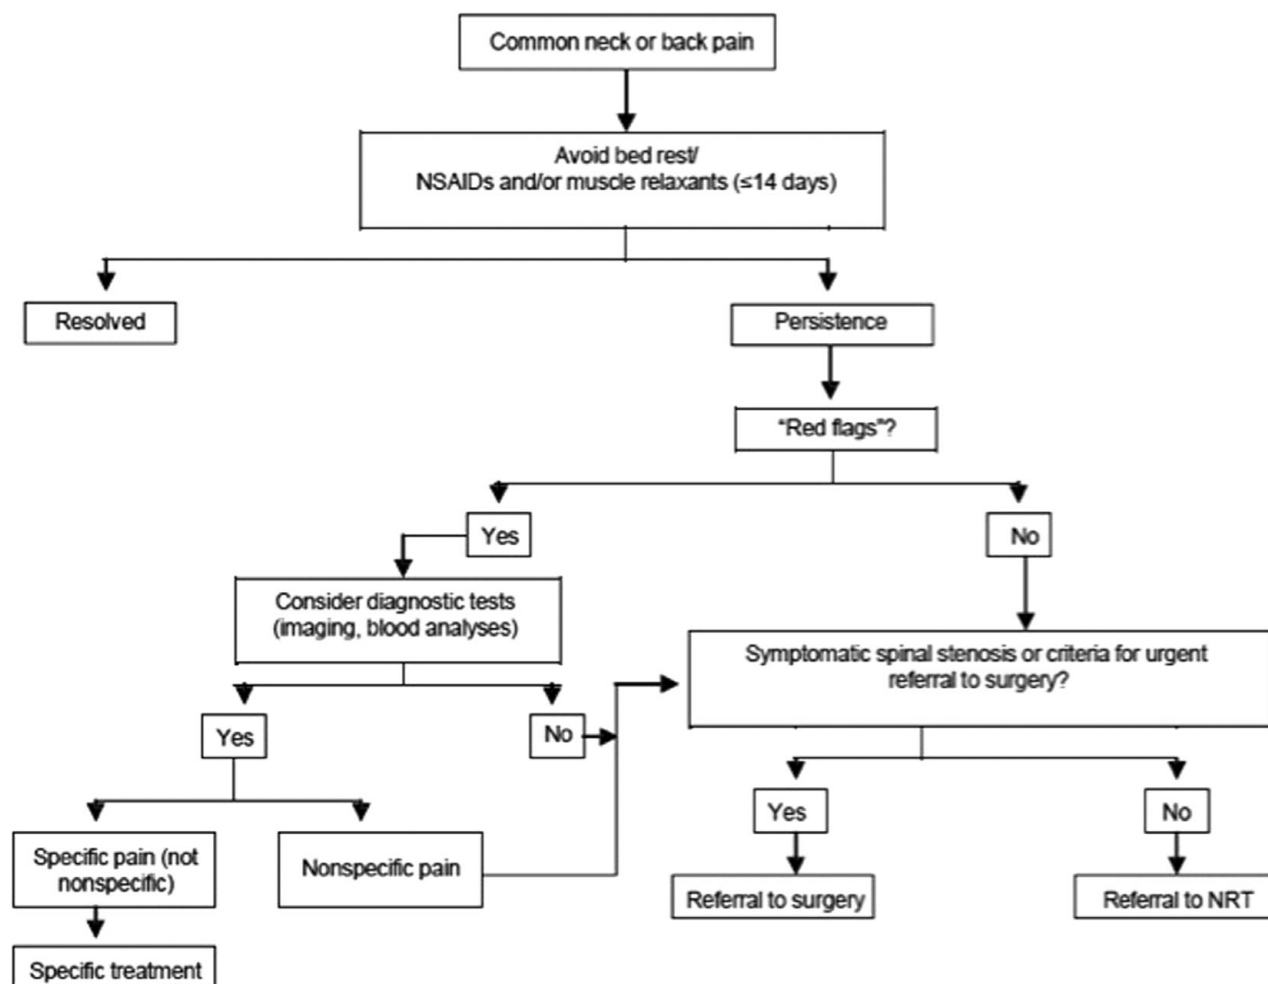 Common neck or back pain
Avoid bed rest/
NSAIDs and/or muscle relaxants (≤14 days)
Resolved
Persistence
“Red flags”?
Yes
No
Consider diagnostic tests
(imaging, blood analyses)
Symptomatic spinal stenosis or criteria for urgent
referral to surgery?
Yes
No
Yes
No
Specific pain (not
nonspecific)
Nonspecific pain
Referral to surgery
Referral to NRT
Specific treatment